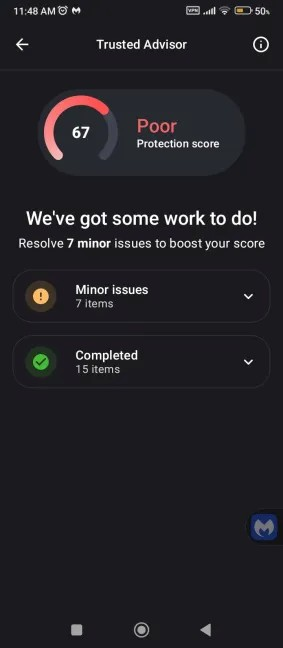 11:48 AM
VPN
50%
Trusted Advisor
67
Poor
Protection score
We've got some work to do!
Resolve 7 minor issues to boost your score
Minor issues
7 items
Completed
15 items